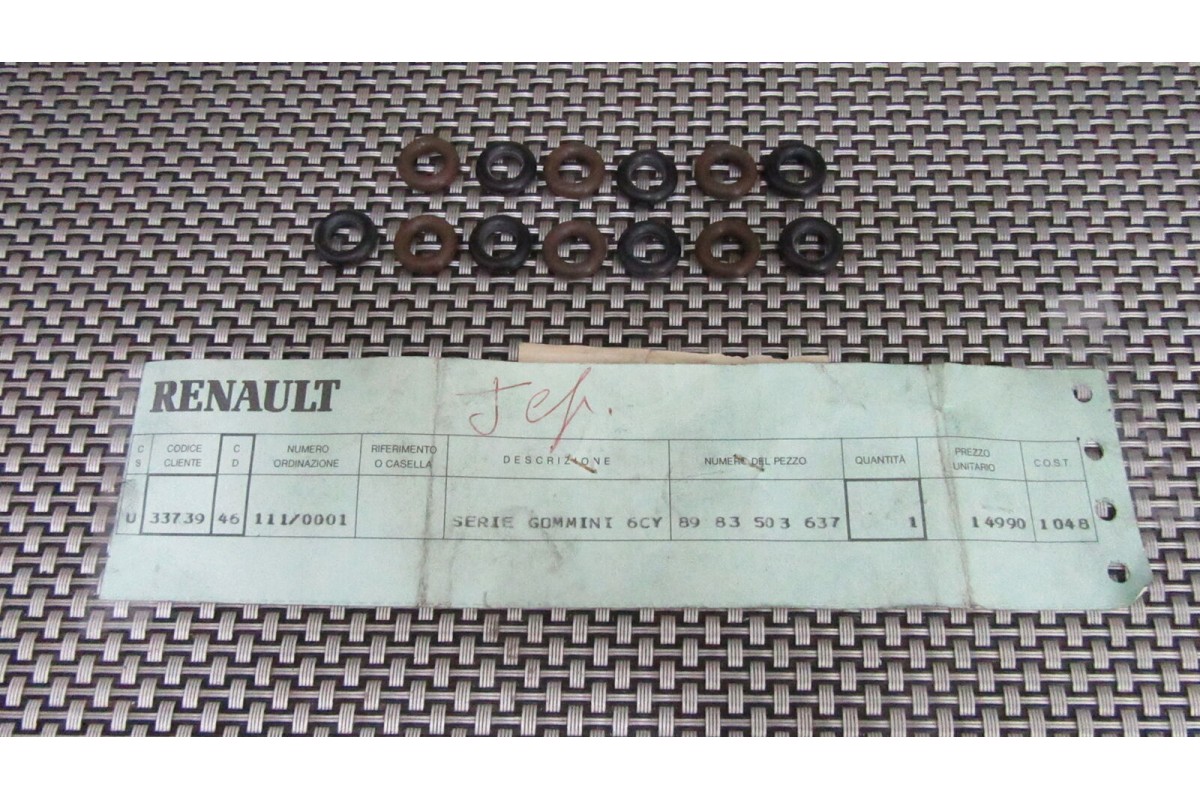 RENAULT
Jep.
C S
CODICE CLIENTE
C D
NUMERO ORDINAZIONE
RIFERIMENTO O CASELLA
DESCRIZIONE
NUMERO DEL PEZZO
QUANTITÀ
PREZZO UNITARIO
C.O.S.T.
U 33739 46 111/0001 SERIE GOMMINI 6CY 89 83 503 637 1 14990 1048